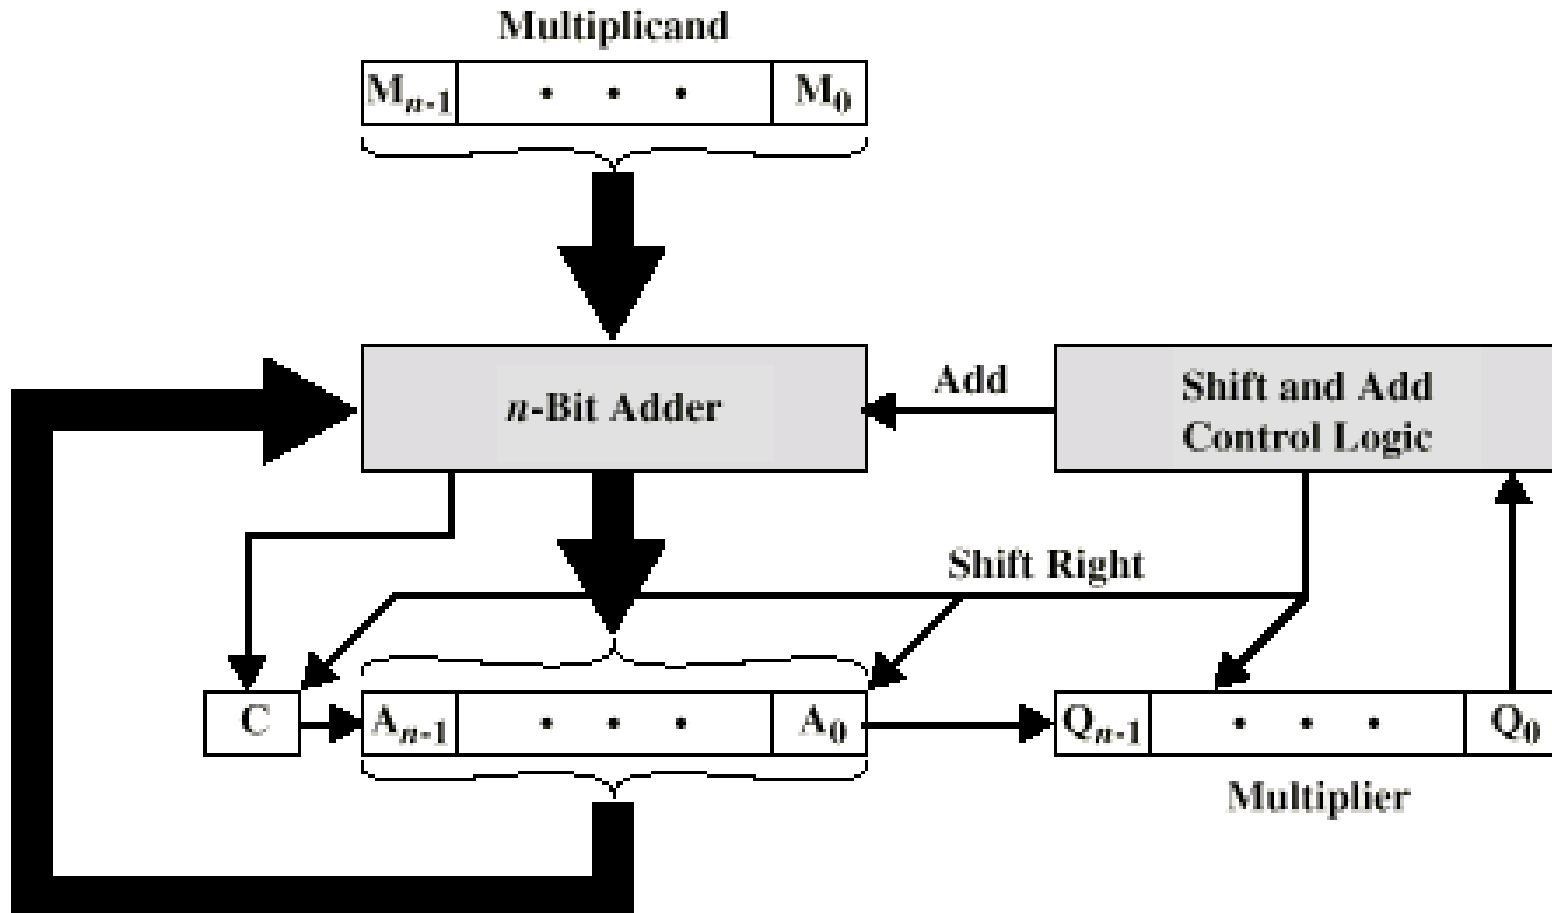 Multiplicand
Mn-1 • • • M0
n-Bit Adder
Add
Shift and Add
Control Logic
Shift Right
C
An-1 • • • A0
Qn-1 • • • Q0
Multiplier